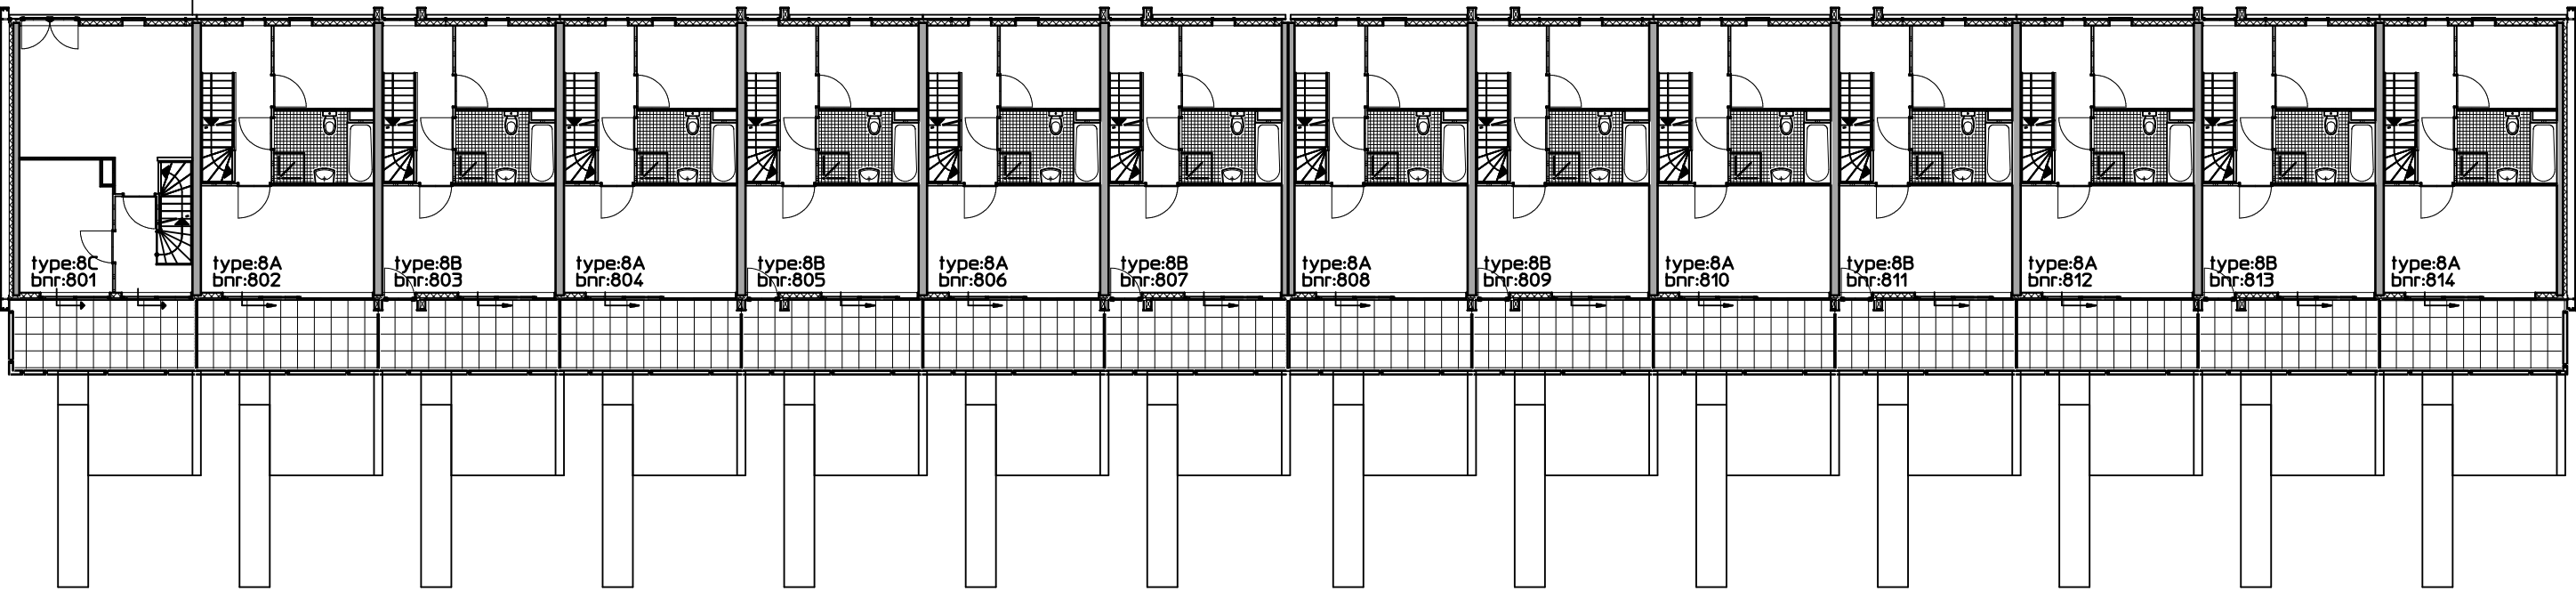 type:8C
bnr:801
type:8A
bnr:802
type:8B
bnr:803
type:8A
bnr:804
type:8B
bnr:805
type:8A
bnr:806
type:8B
bnr:807
type:8A
bnr:808
type:8B
bnr:809
type:8A
bnr:810
type:8B
bnr:811
type:8A
bnr:812
type:8B
bnr:813
type:8A
bnr:814